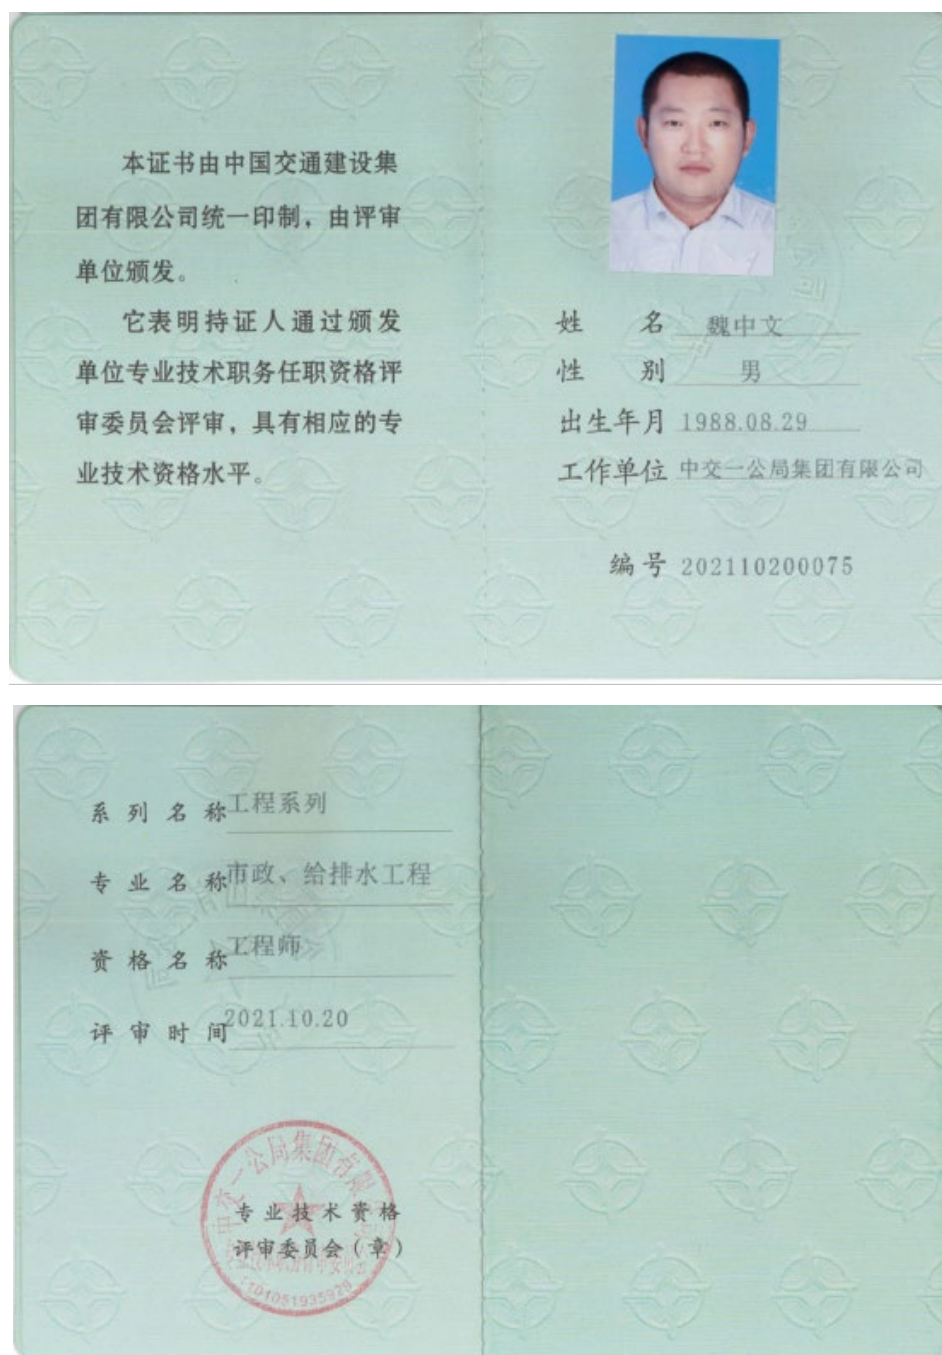 本证书由中国交通建设集
团有限公司统一印制，由评审
单位颁发。
它表明持证人通过颁发
单位专业技术职务任职资格评
审委员会评审，具有相应的专
业技术资格水平。
姓 名 魏中文
性 别 男
出生年月 1988.08.29
工作单位 中交一公局集团有限公司
编号 202110200075
系列名称 工程系列
专业名称 市政、给排水工程
资格名称 工程师
评审时间 2021.10.20
中交一公局集团有限
专业技术资格
评审委员会（章）